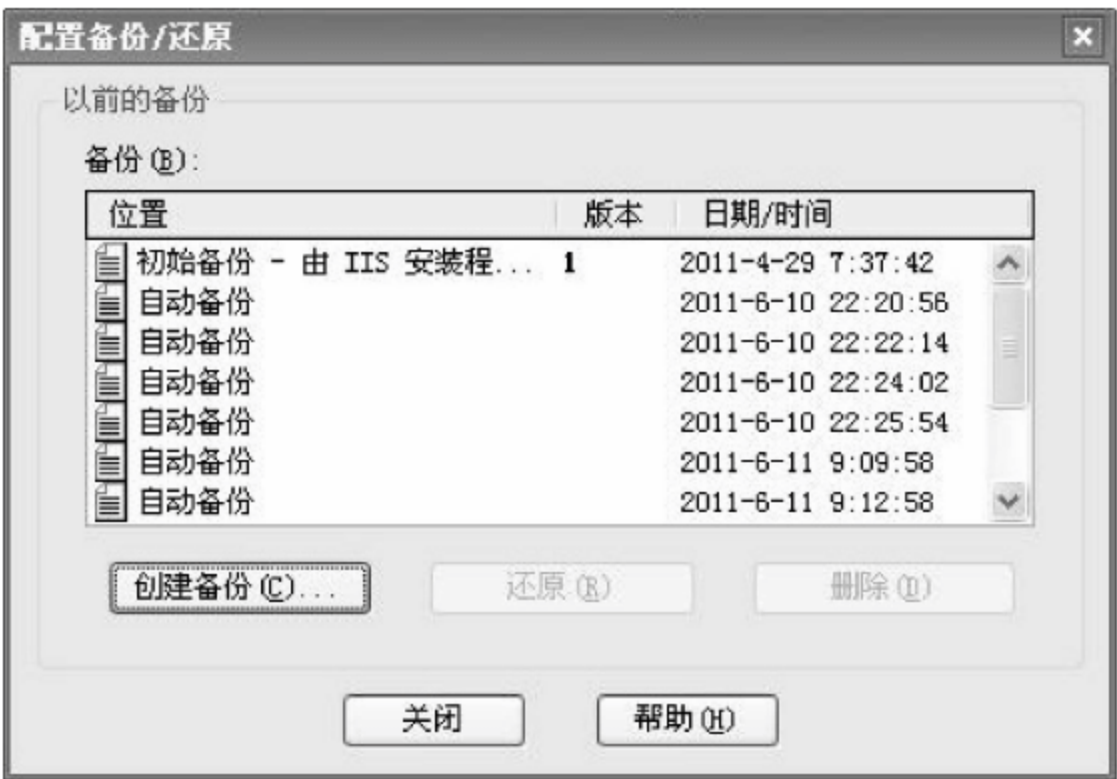 配置备份/还原
以前的备份
备份(B):
位置 版本 日期/时间
初始备份 - 由 IIS 安装程... 1 2011-4-29 7:37:42
自动备份 2011-6-10 22:20:56
自动备份 2011-6-10 22:22:14
自动备份 2011-6-10 22:24:02
自动备份 2011-6-10 22:25:54
自动备份 2011-6-11 9:09:58
自动备份 2011-6-11 9:12:58
创建备份(C)... 还原(R) 删除(D)
关闭 帮助(H)